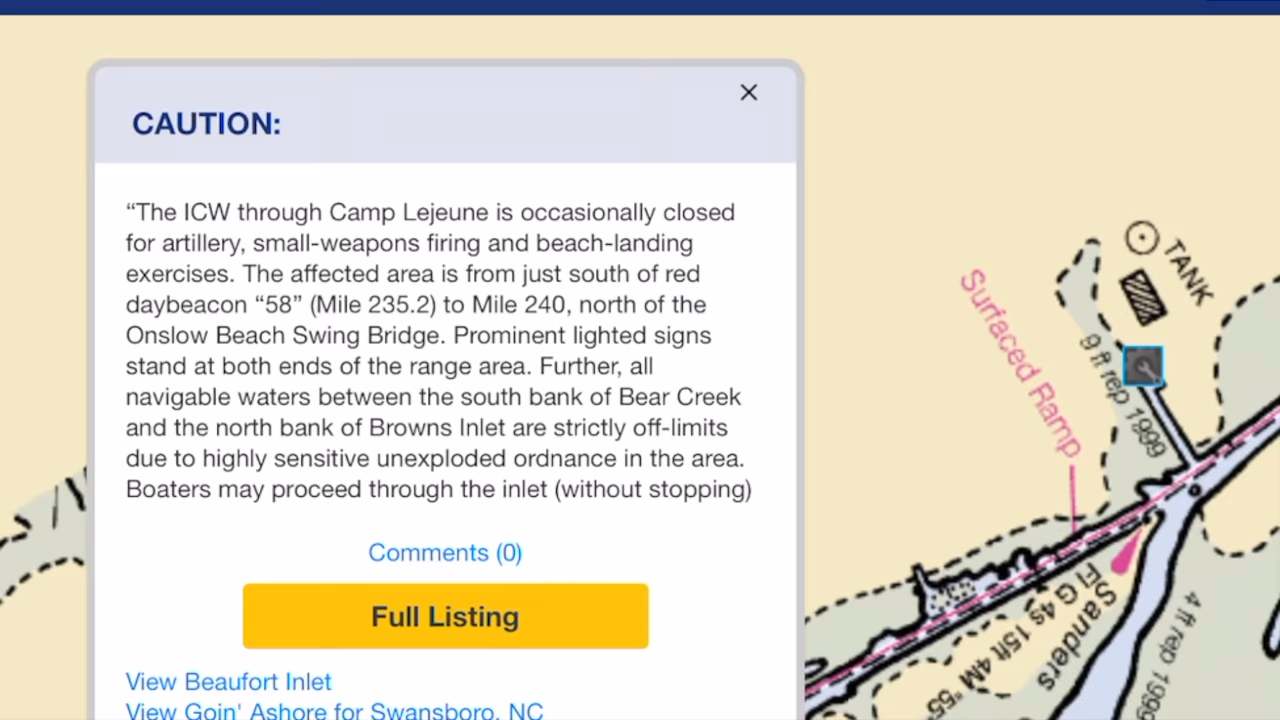 CAUTION:
“The ICW through Camp Lejeune is occasionally closed
for artillery, small-weapons firing and beach-landing
exercises. The affected area is from just south of red
daybeacon “58” (Mile 235.2) to Mile 240, north of the
Onslow Beach Swing Bridge. Prominent lighted signs
stand at both ends of the range area. Further, all
navigable waters between the south bank of Bear Creek
and the north bank of Browns Inlet are strictly off-limits
due to highly sensitive unexploded ordnance in the area.
Boaters may proceed through the inlet (without stopping)
Comments (0)
Full Listing
View Beaufort Inlet
View Goin' Ashore for Swansboro, NC
TANK
Surfaced Ramp
9 ft rep 1999
Sanders
Fl G 4s 15ft 4M "55"
4 ft rep 1999